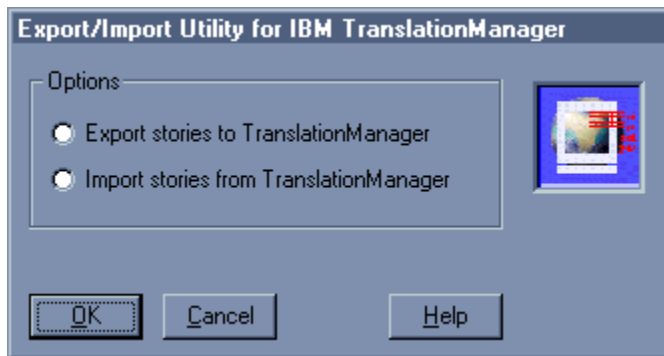 Export/Import Utility for IBM TranslationManager
Options
Export stories to TranslationManager
Import stories from TranslationManager
OK Cancel Help